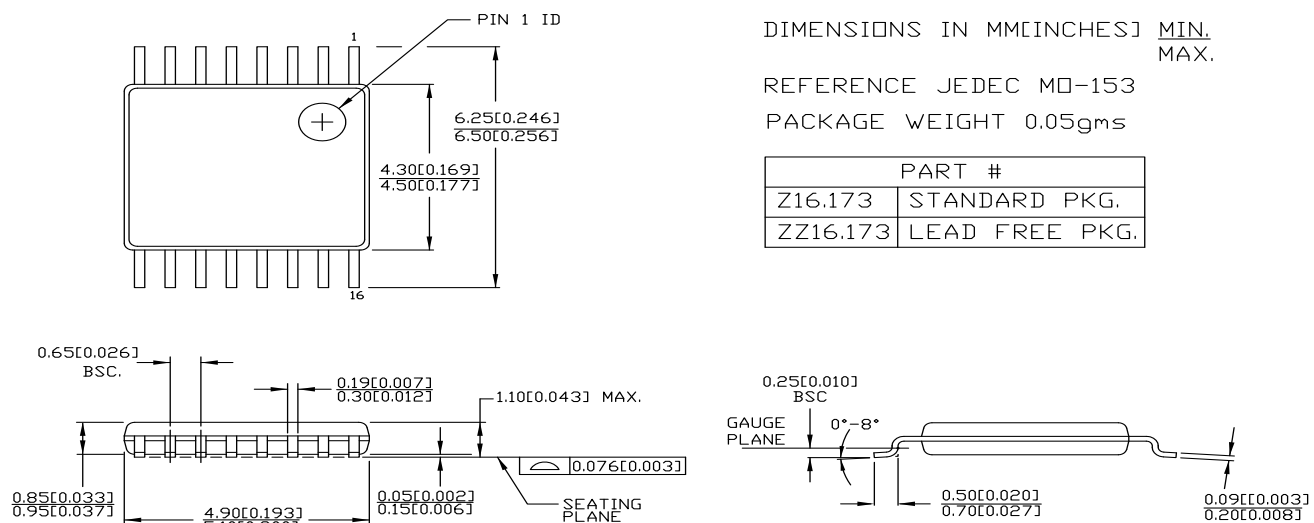 PIN 1 ID
1
6.25[0.246]
6.50[0.256]
4.30[0.169]
4.50[0.177]
16
DIMENSIONS IN MM[INCHES] MIN.
MAX.
REFERENCE JEDEC MO-153
PACKAGE WEIGHT 0.05gms
PART #
Z16.173 STANDARD PKG.
ZZ16.173 LEAD FREE PKG.
0.65[0.026]
BSC.
0.19[0.007]
0.30[0.012]
1.10[0.043] MAX.
0.076[0.003]
0.85[0.033]
0.95[0.037]
4.90[0.193]
0.05[0.002]
0.15[0.006]
SEATING
PLANE
0.25[0.010]
BSC
GAUGE
PLANE
0°-8°
0.50[0.020]
0.70[0.027]
0.09[0.003]
0.20[0.008]